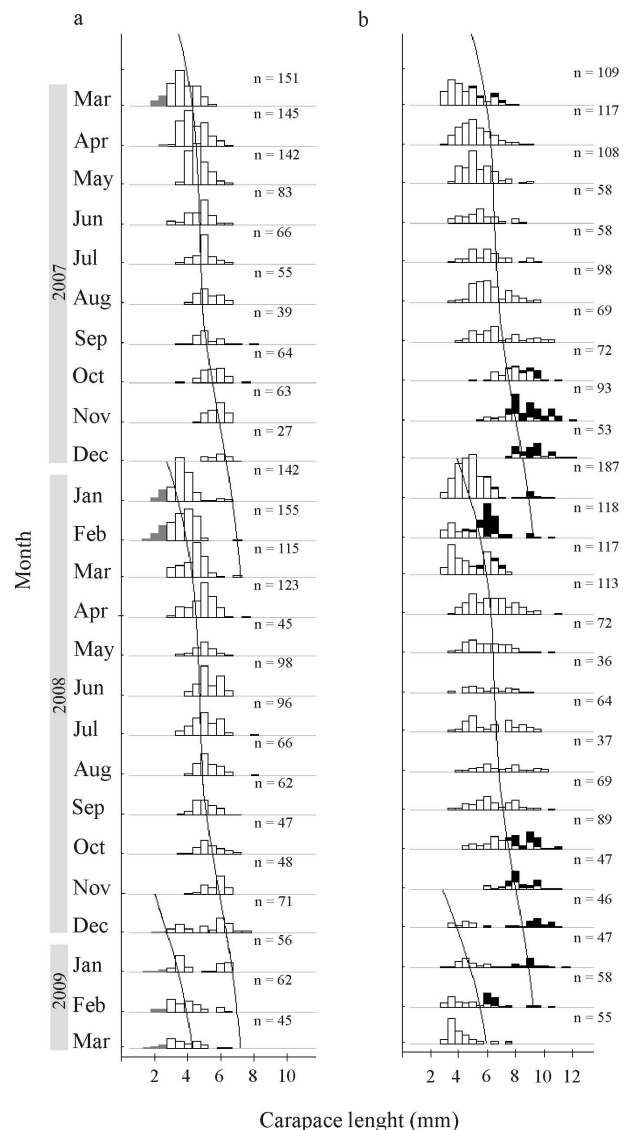 a b
n = 151 n = 109
Mar n = 145 n = 117
Apr n = 142 n = 108
May n = 83 n = 58
Jun n = 66 n = 58
Jul n = 55 n = 98
Aug n = 39 n = 69
Sep n = 64 n = 72
Oct n = 63 n = 93
Nov n = 27 n = 53
Dec n = 142 n = 187
2007
Jan n = 155 n = 118
Feb n = 115 n = 117
Mar n = 123 n = 113
Apr n = 45 n = 72
May n = 98 n = 36
Jun n = 96 n = 64
Jul n = 66 n = 37
Aug n = 62 n = 69
Sep n = 47 n = 89
Oct n = 48 n = 47
Nov n = 71 n = 46
Dec n = 56 n = 47
2008
Jan n = 62 n = 58
Feb n = 45 n = 55
Mar
2009
Month
2 4 6 8 10 2 4 6 8 10 12
Carapace lenght (mm)